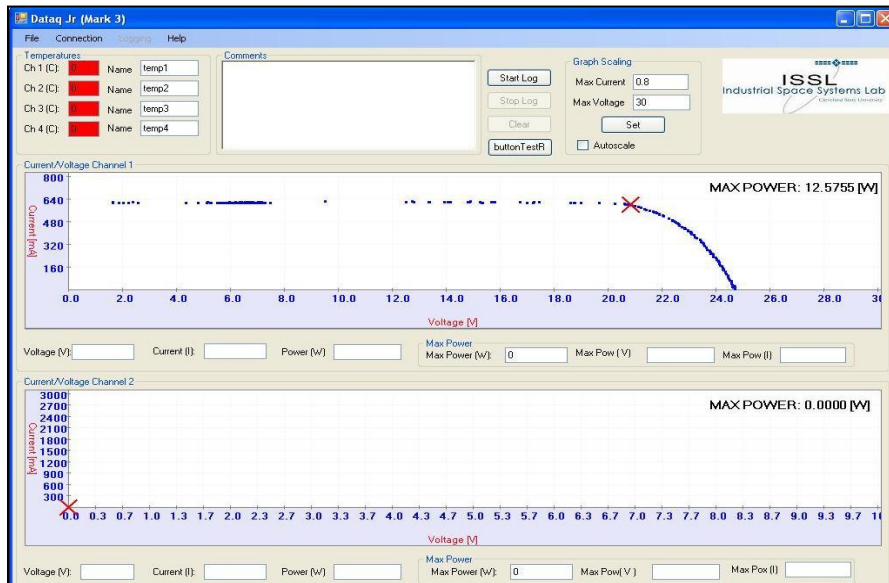 Dataq Jr (Mark 3)
File Connection Logging Help
Temperatures
Ch 1 (C): 0 Name temp1
Ch 2 (C): 0 Name temp2
Ch 3 (C): 0 Name temp3
Ch 4 (C): 0 Name temp4
Comments
Start Log
Stop Log
Clear
buttonTestR
Graph Scaling
Max Current 0.8
Max Voltage 30
Set
Autoscale
ISSL
Industrial Space Systems Lab
Cleveland State University
Current/Voltage Channel 1
MAX POWER: 12.5755 [W]
Current [mA]
800
640
480
320
160
0.0 2.0 4.0 6.0 8.0 10.0 12.0 14.0 16.0 18.0 20.0 22.0 24.0 26.0 28.0 30
Voltage [V]
Voltage (V): Current (I): Power (W)
Max Power
Max Power (W): 0 Max Pow ( V ) Max Pow (I)
Current/Voltage Channel 2
MAX POWER: 0.0000 [W]
Current [mA]
3000
2700
2400
2100
1800
1500
1200
900
600
300
0.0 0.3 0.7 1.0 1.3 1.7 2.0 2.3 2.7 3.0 3.3 3.7 4.0 4.3 4.7 5.0 5.3 5.7 6.0 6.3 6.7 7.0 7.3 7.7 8.0 8.3 8.7 9.0 9.3 9.7 10
Voltage [V]
Voltage (V): Current (I): Power (W)
Max Power
Max Power (W): 0 Max Pow( V ) Max Pox (I)